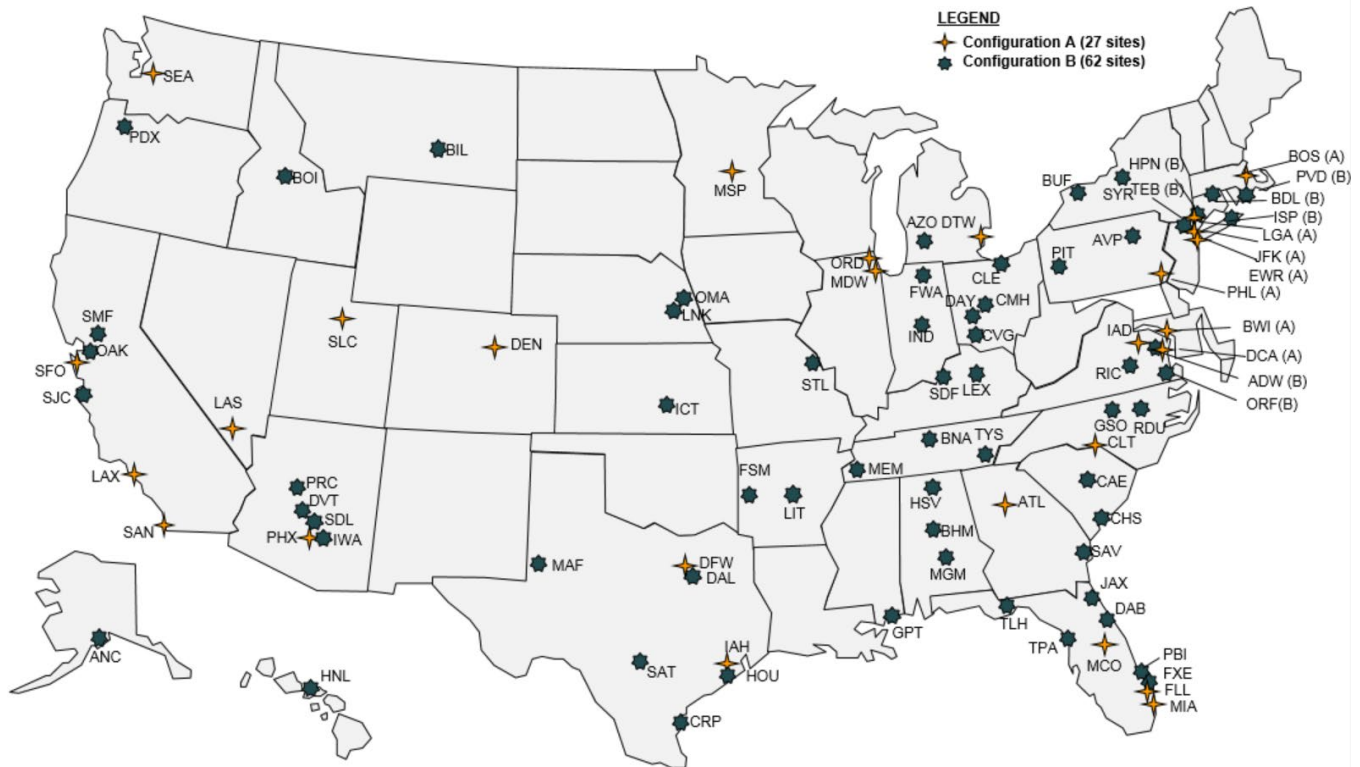 LEGEND
Configuration A (27 sites)
Configuration B (62 sites)
SEA
PDX
BOI
BIL
MSP
BUF
HPN (B)
SYR
TEB (B)
BOS (A)
PVD (B)
BDL (B)
ISP (B)
LGA (A)
JFK (A)
EWR (A)
PHL (A)
AZO DTW
AVP
PIT
ORD
MDW
CLE
FWA
OMA
LNK
DAY
CMH
IND
CVG
IAD
BWI (A)
DCA (A)
ADW (B)
ORF(B)
RIC
SMF
OAK
SFO
SJC
SLC
DEN
STL
SDF
LEX
LAS
ICT
GSO
RDU
BNA
TYS
CLT
LAX
PRC
DVT
SDL
PHX
IWA
SAN
FSM
LIT
MEM
HSV
ATL
CAE
CHS
BHM
MGM
SAV
MAF
DFW
DAL
JAX
DAB
GPT
TLH
TPA
MCO
ANC
HNL
SAT
IAH
HOU
PBI
FXE
FLL
MIA
CRP